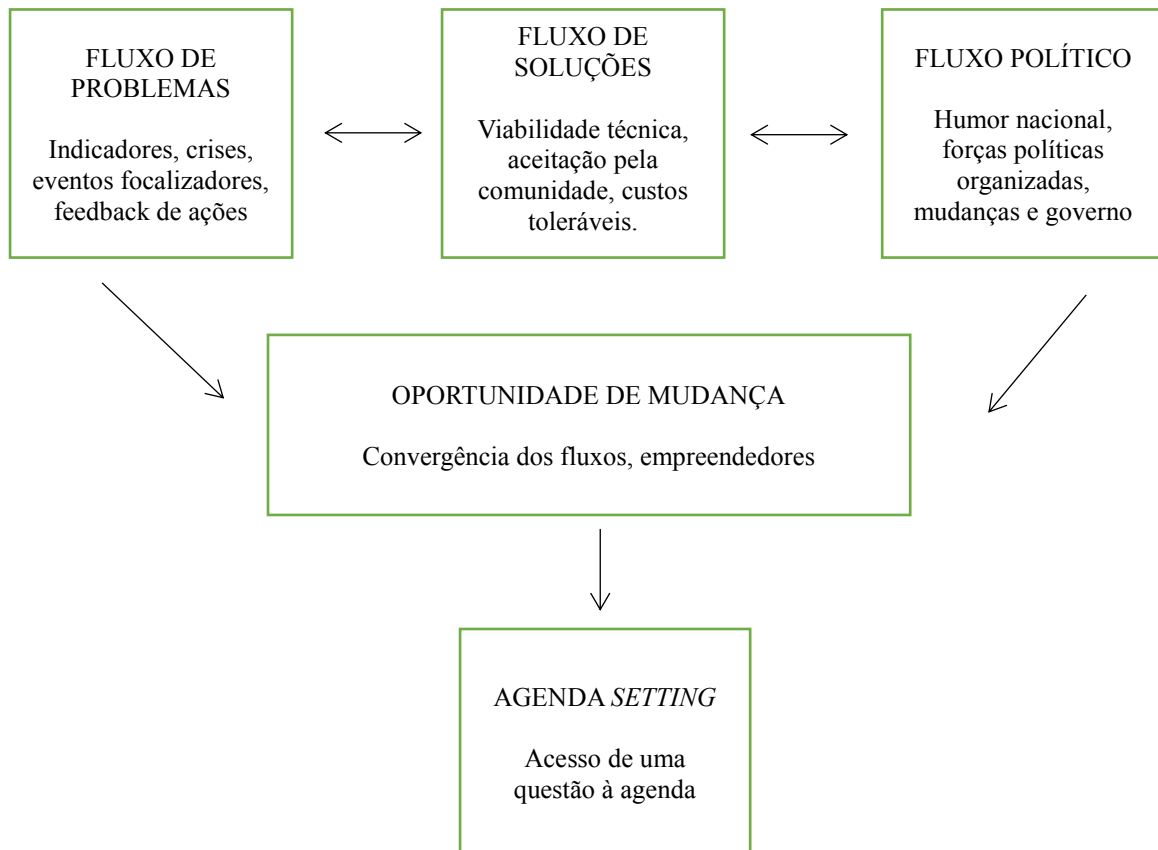 FLUXO DE
PROBLEMAS
Indicadores, crises,
eventos focalizadores,
feedback de ações
FLUXO DE
SOLUÇÕES
Viabilidade técnica,
aceitação pela
comunidade, custos
toleráveis.
FLUXO POLÍTICO
Humor nacional,
forças políticas
organizadas,
mudanças e governo
OPORTUNIDADE DE MUDANÇA
Convergência dos fluxos, empreendedores
AGENDA SETTING
Acesso de uma
questão à agenda